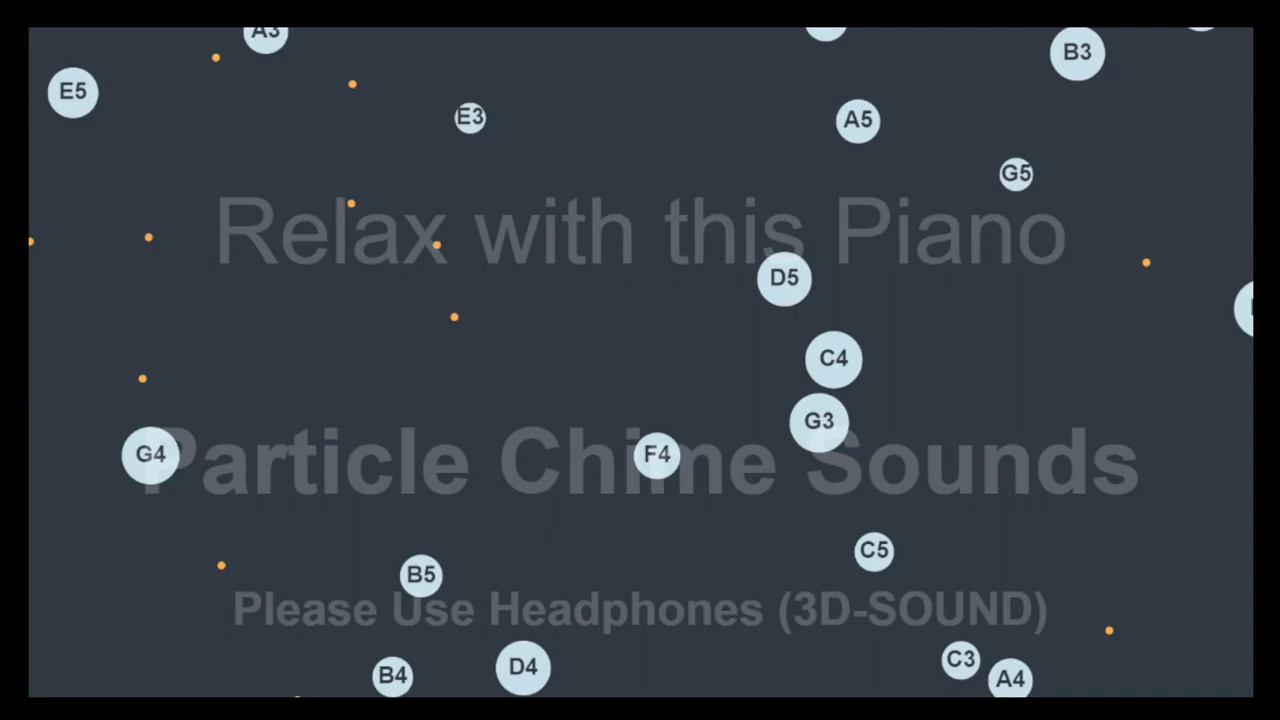 A3
B3
E5
E3
A5
G5
Relax with this Piano
D5
C4
G3
G4
F4
Particle Chime Sounds
C5
B5
Please Use Headphones (3D-SOUND)
C3
D4
B4
A4